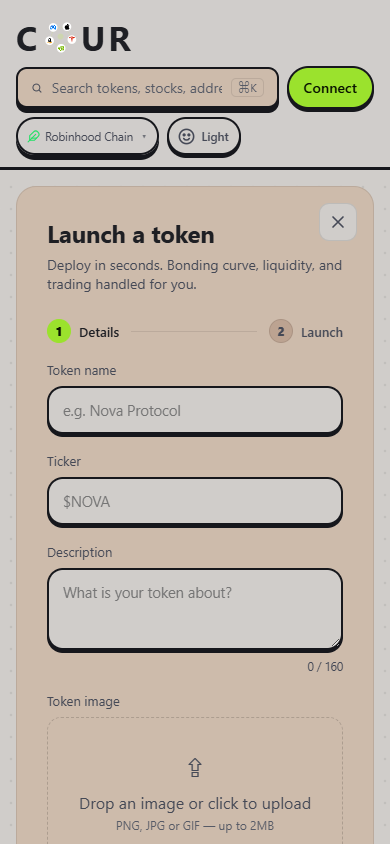 C UR
Search tokens, stocks, addre
⌘K
Connect
Robinhood Chain
Light
Launch a token
Deploy in seconds. Bonding curve, liquidity, and
trading handled for you.
1 Details
2 Launch
Token name
e.g. Nova Protocol
Ticker
$NOVA
Description
What is your token about?
0 / 160
Token image
Drop an image or click to upload
PNG, JPG or GIF — up to 2MB